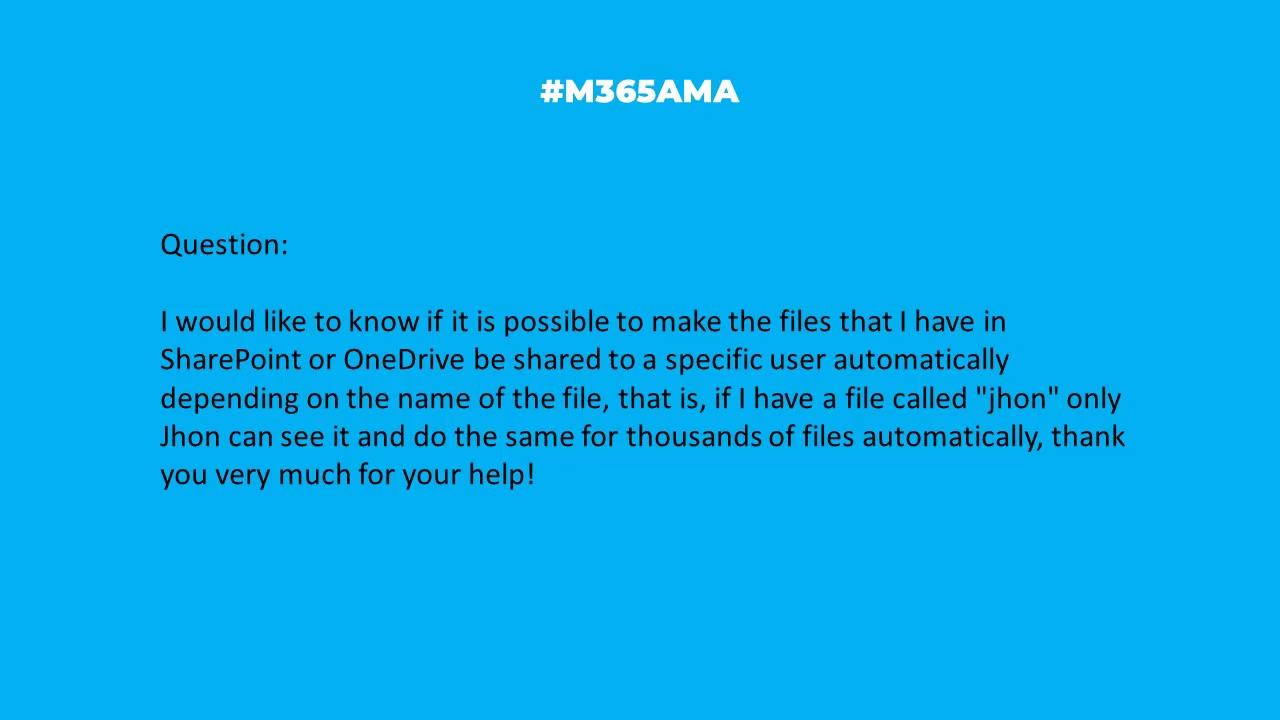 #M365AMA
Question:
I would like to know if it is possible to make the files that I have in
SharePoint or OneDrive be shared to a specific user automatically
depending on the name of the file, that is, if I have a file called "jhon" only
Jhon can see it and do the same for thousands of files automatically, thank
you very much for your help!